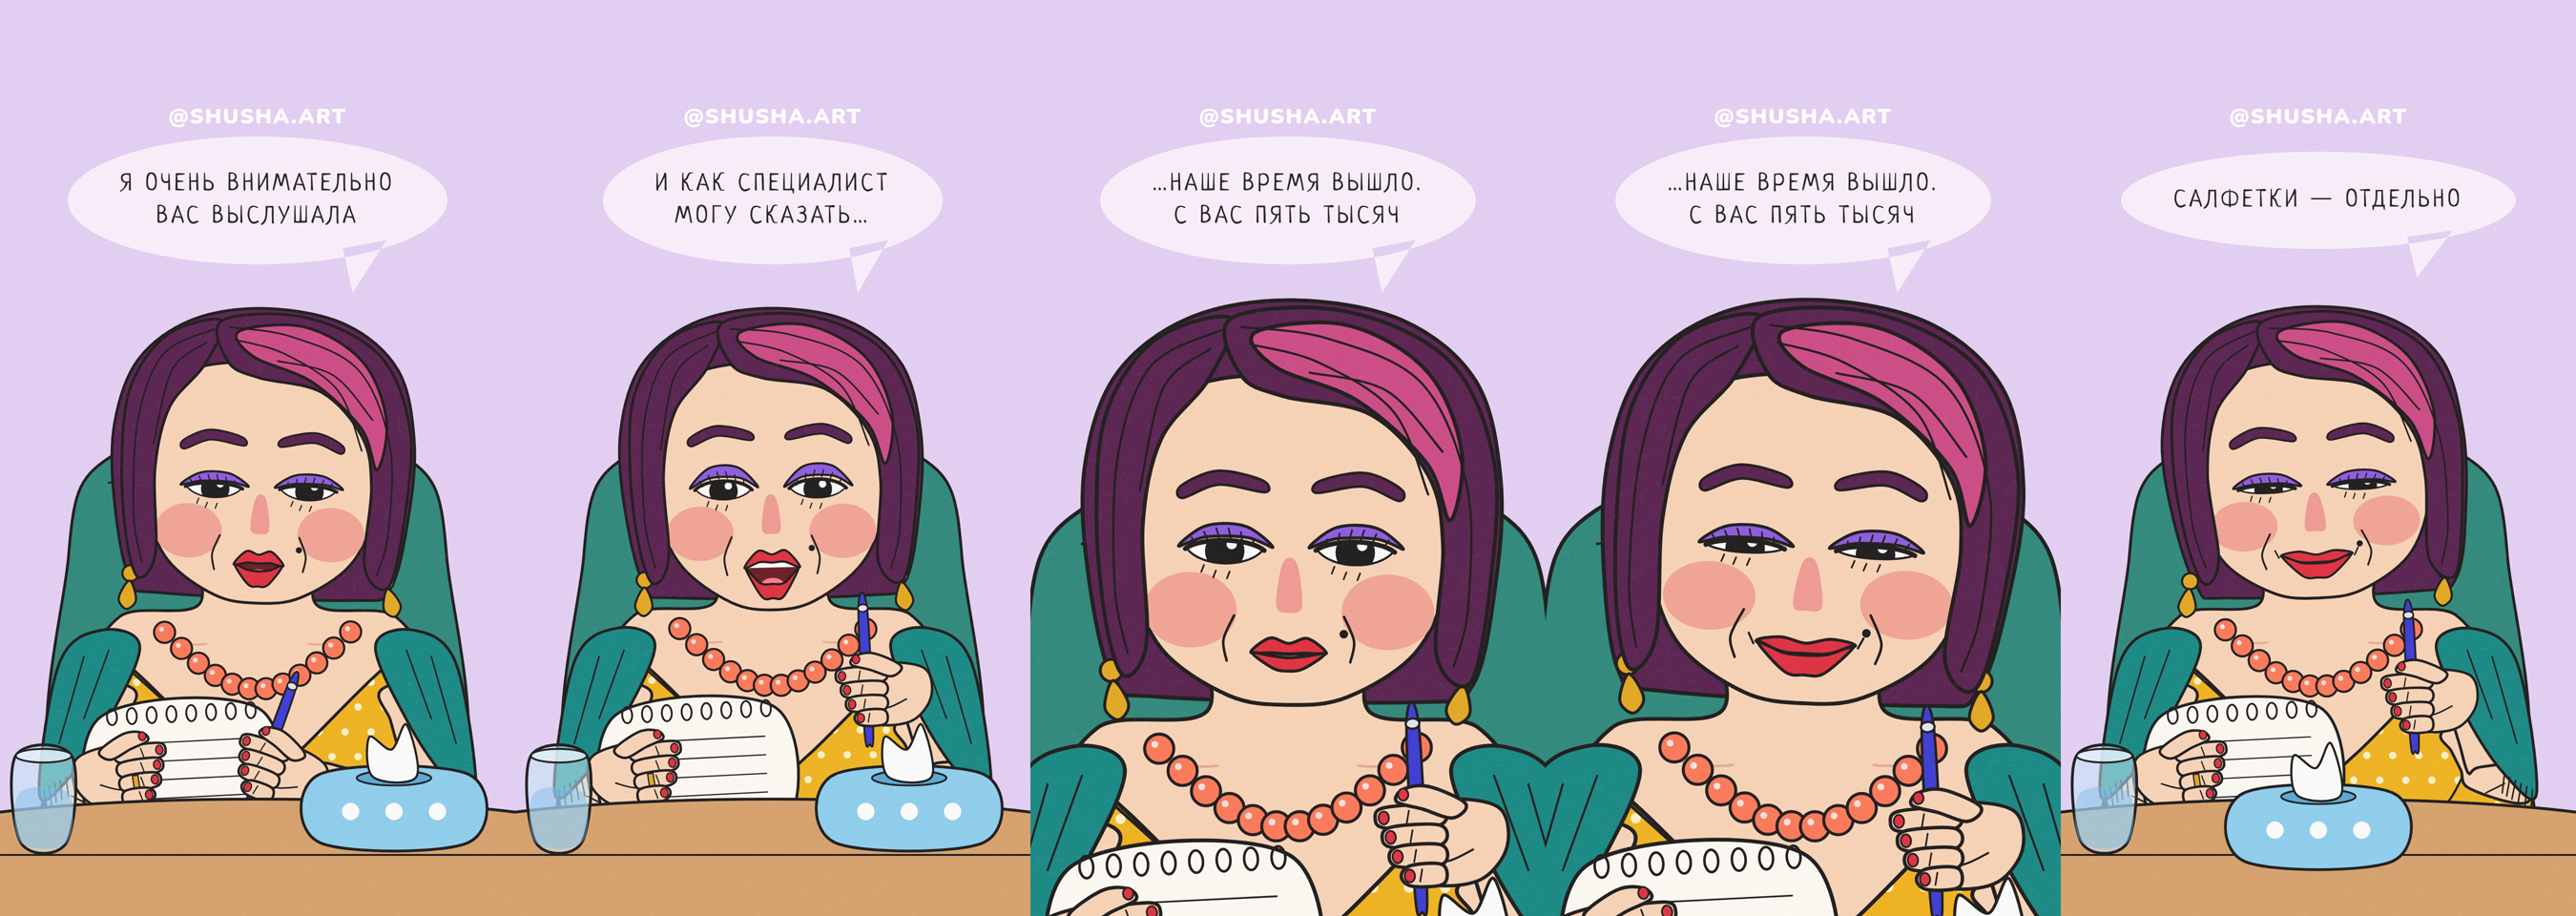 @SHUSHA.ART
Я ОЧЕНЬ ВНИМАТЕЛЬНО
ВАС ВЫСЛУШАЛА
@SHUSHA.ART
И КАК СПЕЦИАЛИСТ
МОГУ СКАЗАТЬ...
@SHUSHA.ART
...НАШЕ ВРЕМЯ ВЫШЛО.
С ВАС ПЯТЬ ТЫСЯЧ
@SHUSHA.ART
...НАШЕ ВРЕМЯ ВЫШЛО.
С ВАС ПЯТЬ ТЫСЯЧ
@SHUSHA.ART
САЛФЕТКИ — ОТДЕЛЬНО